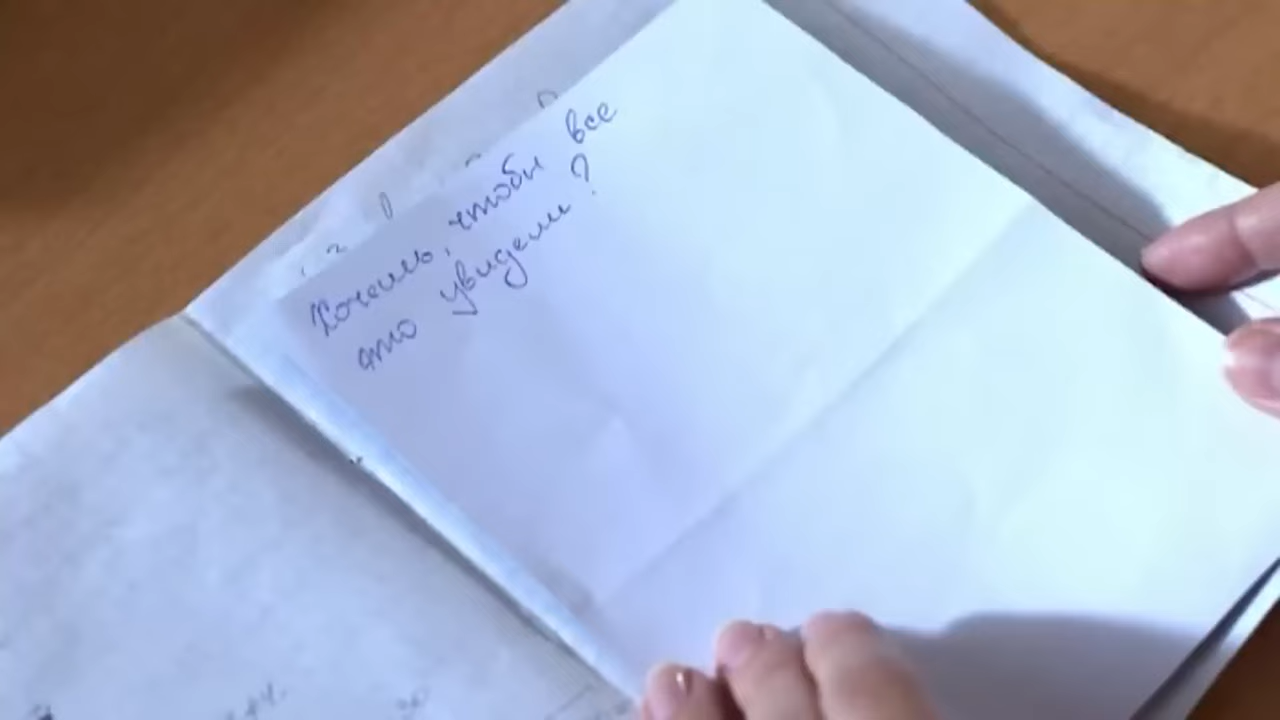 Хочешь, чтобы все
это увидели?